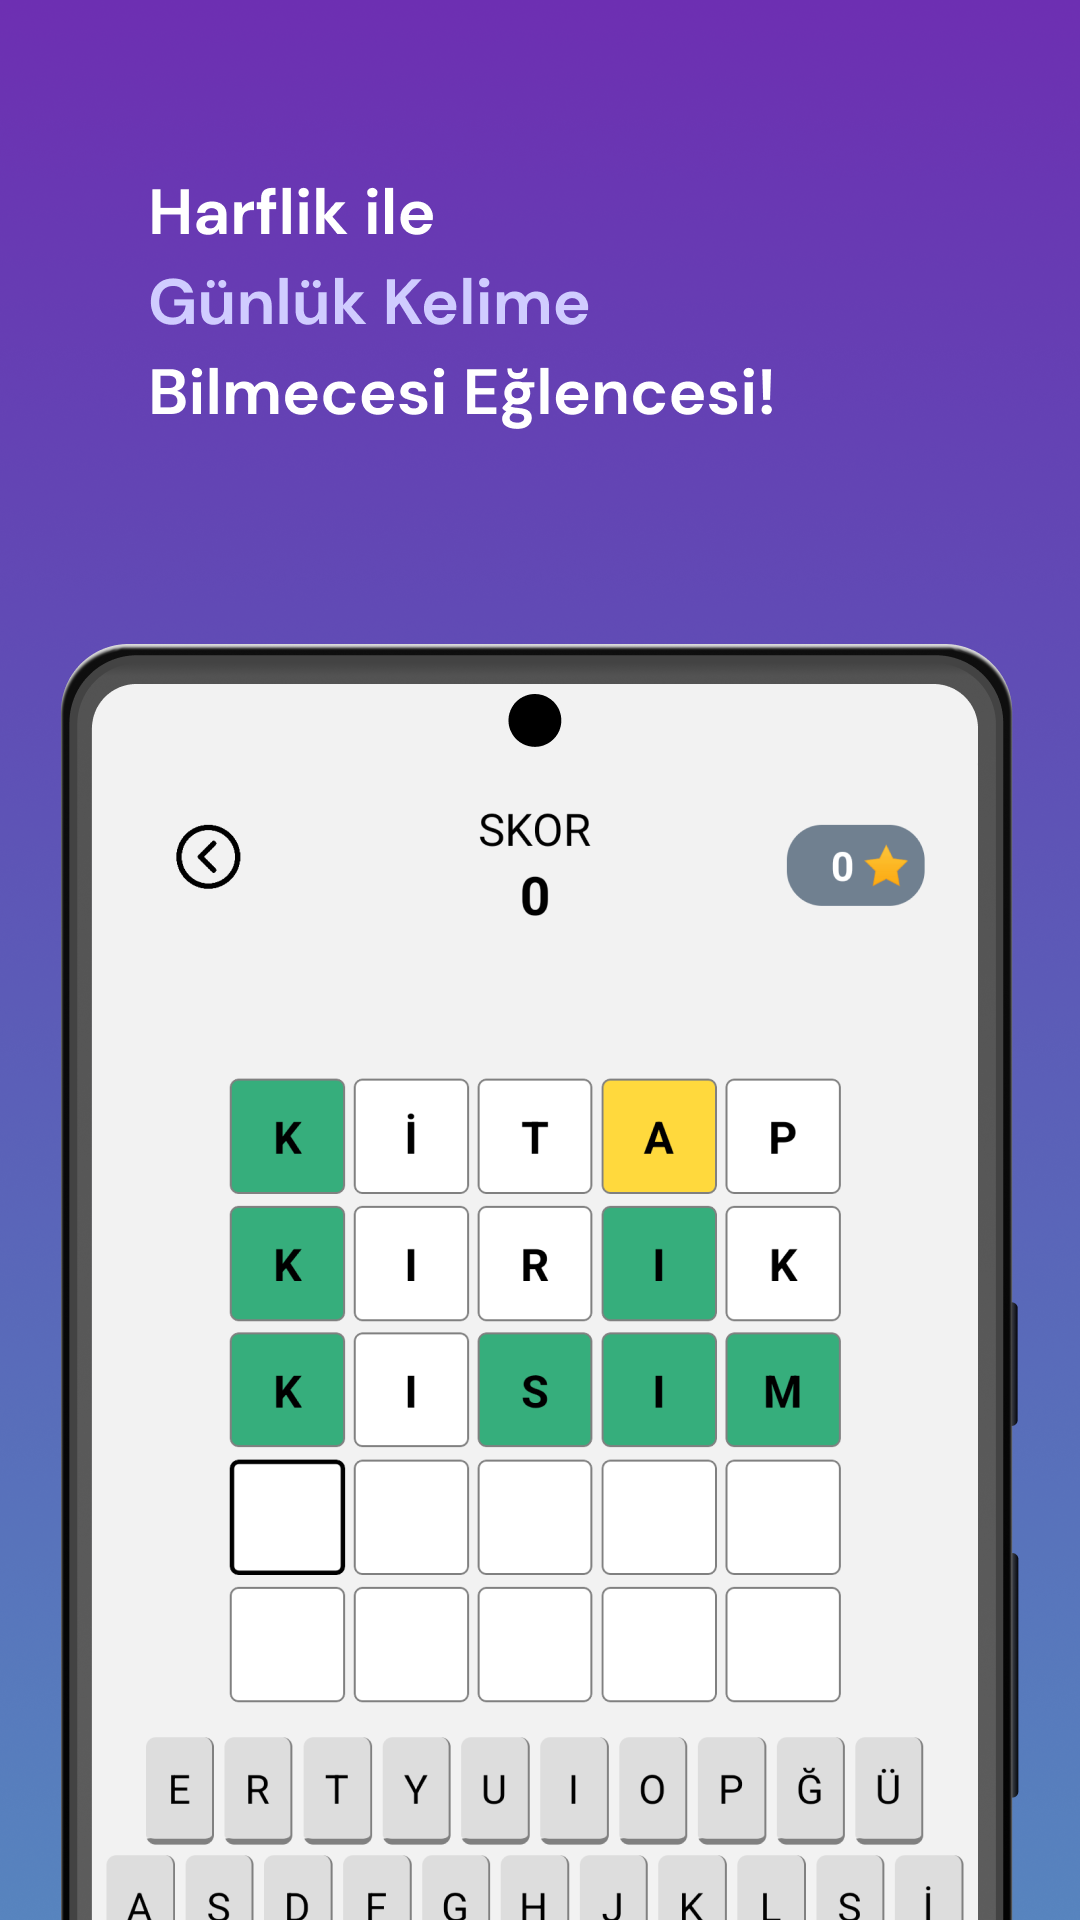 Harflik ile
Günlük Kelime
Bilmecesi Eğlencesi!
SKOR
0
0
K İ T A P
K I R I K
K I S I M
E R T Y U I O P Ğ Ü
A S D F G H J K L S İ